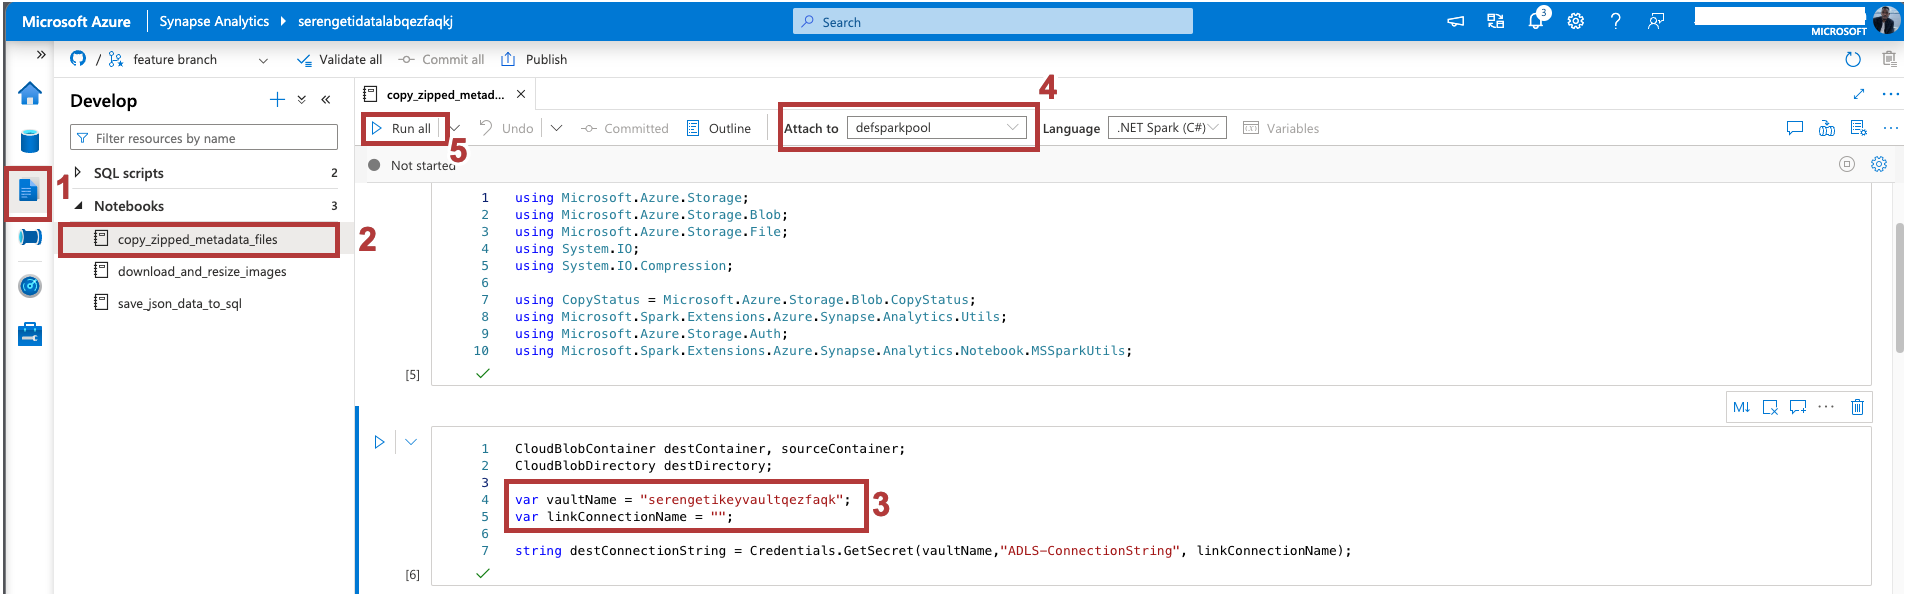 Microsoft Azure Synapse Analytics serengetidatalabqezfaqkj Search 3 MICROSOFT
/ feature branch Validate all Commit all Publish
Develop
copy_zipped_metad...
4
Run all Undo Committed Outline Attach to defsparkpool Language .NET Spark (C#) Variables
Filter resources by name
5
Not started
SQL scripts 2
1
Notebooks 3
copy_zipped_metadata_files
2
download_and_resize_images
save_json_data_to_sql
1 using Microsoft.Azure.Storage;
2 using Microsoft.Azure.Storage.Blob;
3 using Microsoft.Azure.Storage.File;
4 using System.IO;
5 using System.IO.Compression;
6
7 using CopyStatus = Microsoft.Azure.Storage.Blob.CopyStatus;
8 using Microsoft.Spark.Extensions.Azure.Synapse.Analytics.Utils;
9 using Microsoft.Azure.Storage.Auth;
10 using Microsoft.Spark.Extensions.Azure.Synapse.Analytics.Notebook.MSSparkUtils;
[5]
M↓
1 CloudBlobContainer destContainer, sourceContainer;
2 CloudBlobDirectory destDirectory;
3
4 var vaultName = "serengetikeyvaultqezfaqk";
5 var linkConnectionName = "";
3
6
7 string destConnectionString = Credentials.GetSecret(vaultName,"ADLS-ConnectionString", linkConnectionName);
[6]